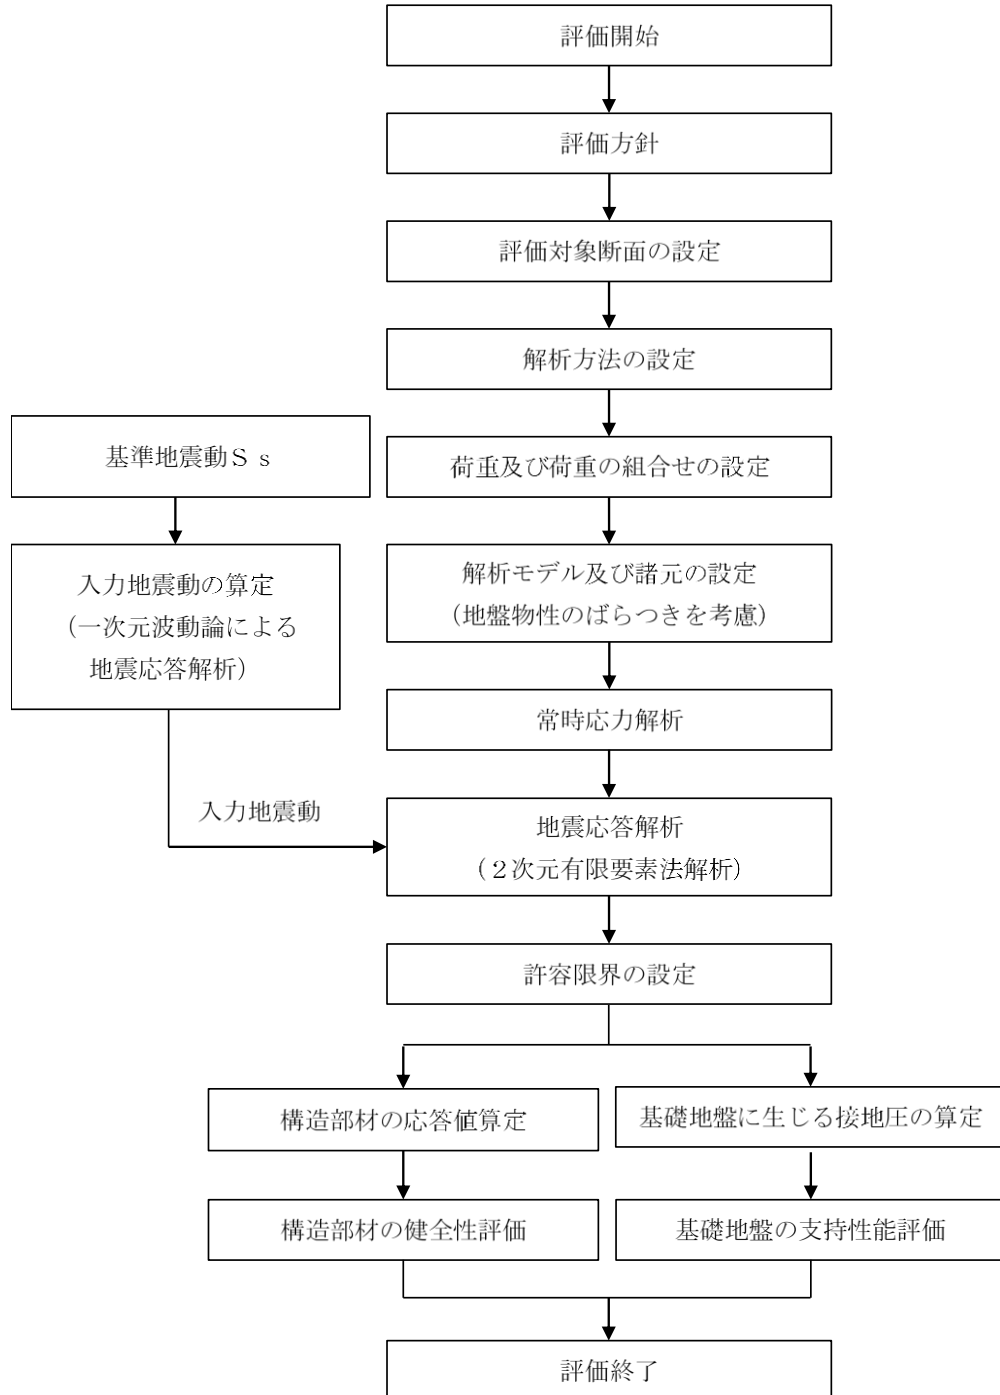 評価開始
評価方針
評価対象断面の設定
解析方法の設定
荷重及び荷重の組合せの設定
基準地震動Ｓｓ
入力地震動の算定
（一次元波動論による
地震応答解析）
解析モデル及び諸元の設定
（地盤物性のばらつきを考慮）
常時応力解析
入力地震動
地震応答解析
（２次元有限要素法解析）
許容限界の設定
構造部材の応答値算定
基礎地盤に生じる接地圧の算定
構造部材の健全性評価
基礎地盤の支持性能評価
評価終了